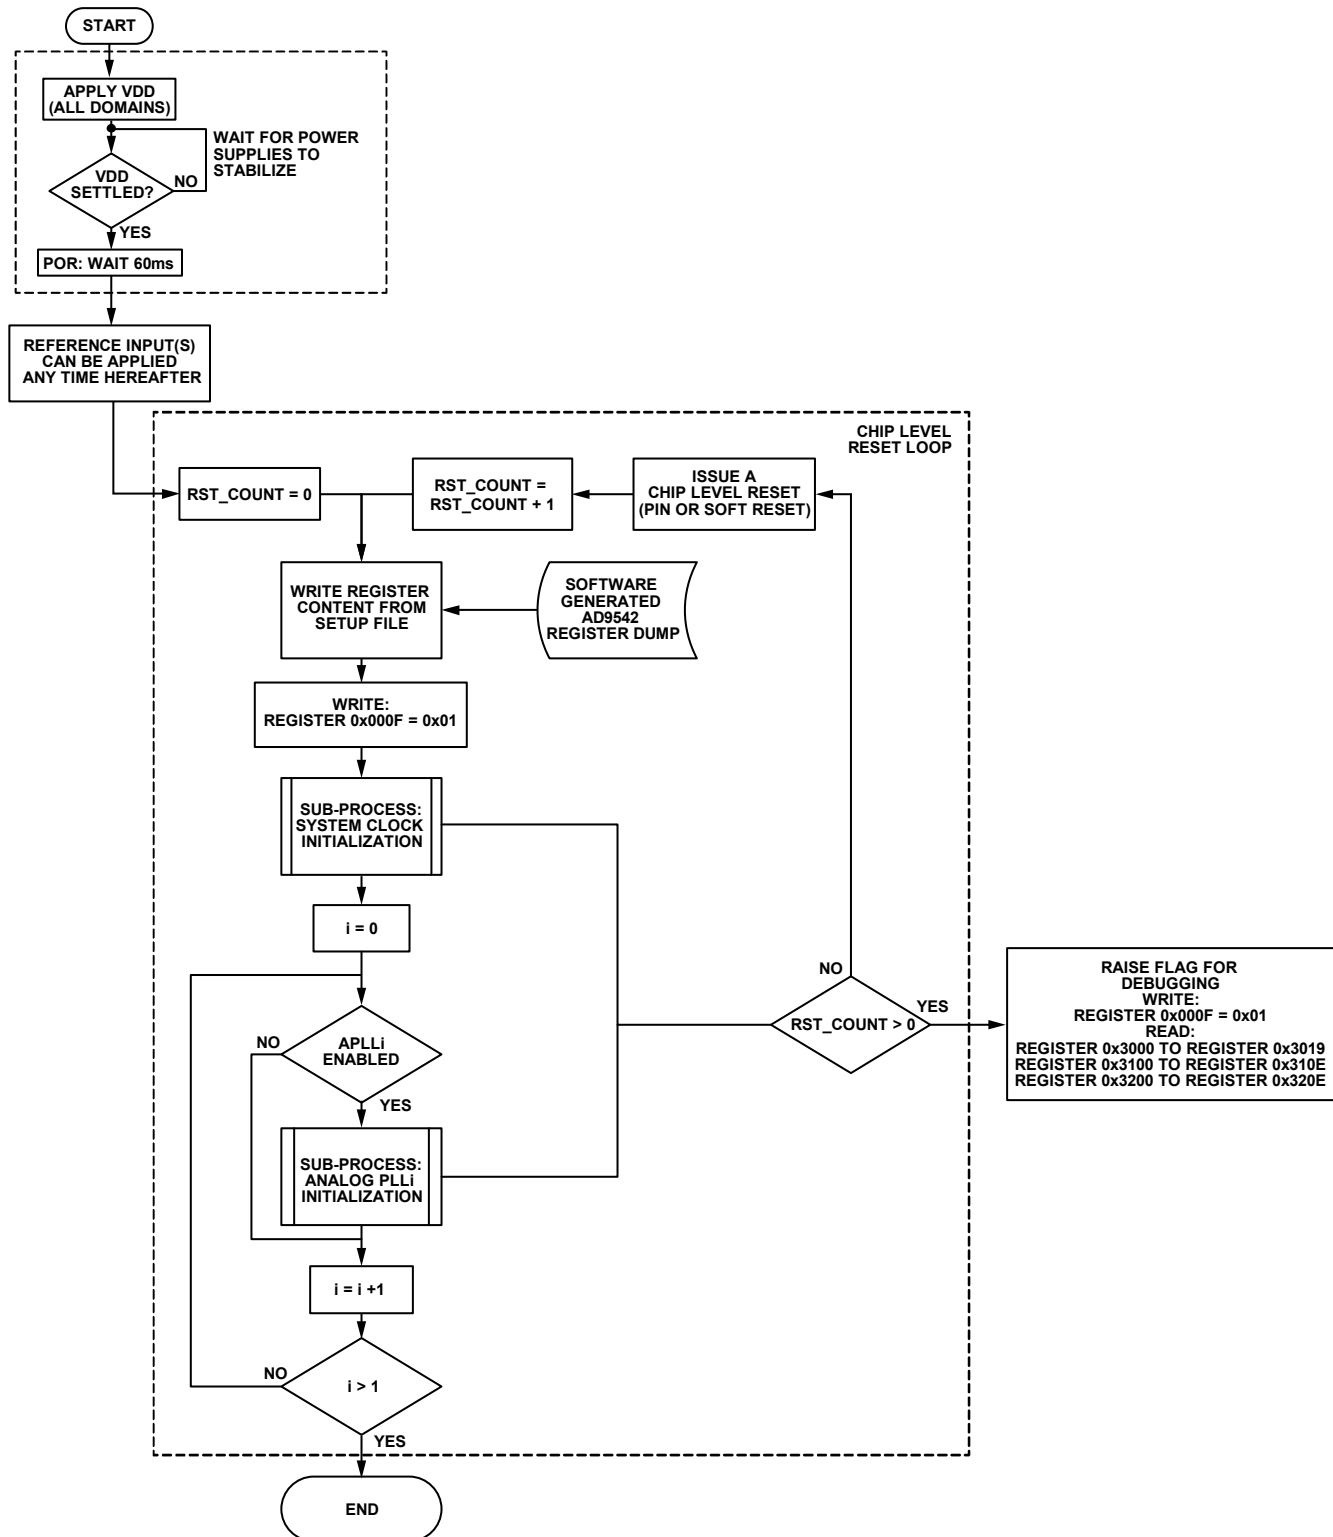 START
APPLY VDD
(ALL DOMAINS)
WAIT FOR POWER
SUPPLIES TO
STABILIZE
VDD
SETTLED?
NO
YES
POR: WAIT 60ms
REFERENCE INPUT(S)
CAN BE APPLIED
ANY TIME HEREAFTER
CHIP LEVEL
RESET LOOP
RST_COUNT = 0
RST_COUNT =
RST_COUNT + 1
ISSUE A
CHIP LEVEL RESET
(PIN OR SOFT RESET)
WRITE REGISTER
CONTENT FROM
SETUP FILE
SOFTWARE
GENERATED
AD9542
REGISTER DUMP
WRITE:
REGISTER 0x000F = 0x01
SUB-PROCESS:
SYSTEM CLOCK
INITIALIZATION
i = 0
NO
RST_COUNT > 0
YES
RAISE FLAG FOR
DEBUGGING
WRITE:
REGISTER 0x000F = 0x01
READ:
REGISTER 0x3000 TO REGISTER 0x3019
REGISTER 0x3100 TO REGISTER 0x310E
REGISTER 0x3200 TO REGISTER 0x320E
NO
APLLi
ENABLED
YES
SUB-PROCESS:
ANALOG PLLi
INITIALIZATION
i = i +1
NO
i > 1
YES
END